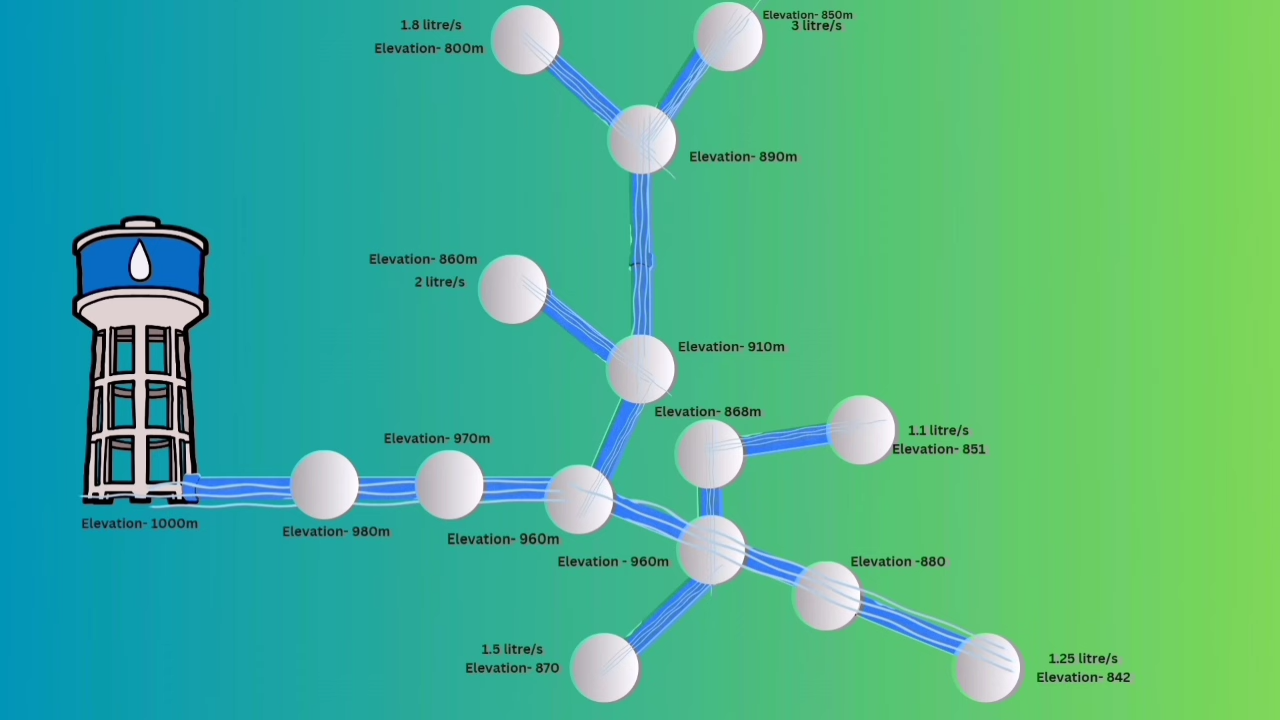 Elevation- 850m
1.8 litre/s
3 litre/s
Elevation- 800m
Elevation- 890m
Elevation- 860m
2 litre/s
Elevation- 910m
Elevation- 868m
1.1 litre/s
Elevation- 851
Elevation- 970m
Elevation- 1000m
Elevation- 980m
Elevation- 960m
Elevation - 960m
Elevation -880
1.5 litre/s
Elevation- 870
1.25 litre/s
Elevation- 842